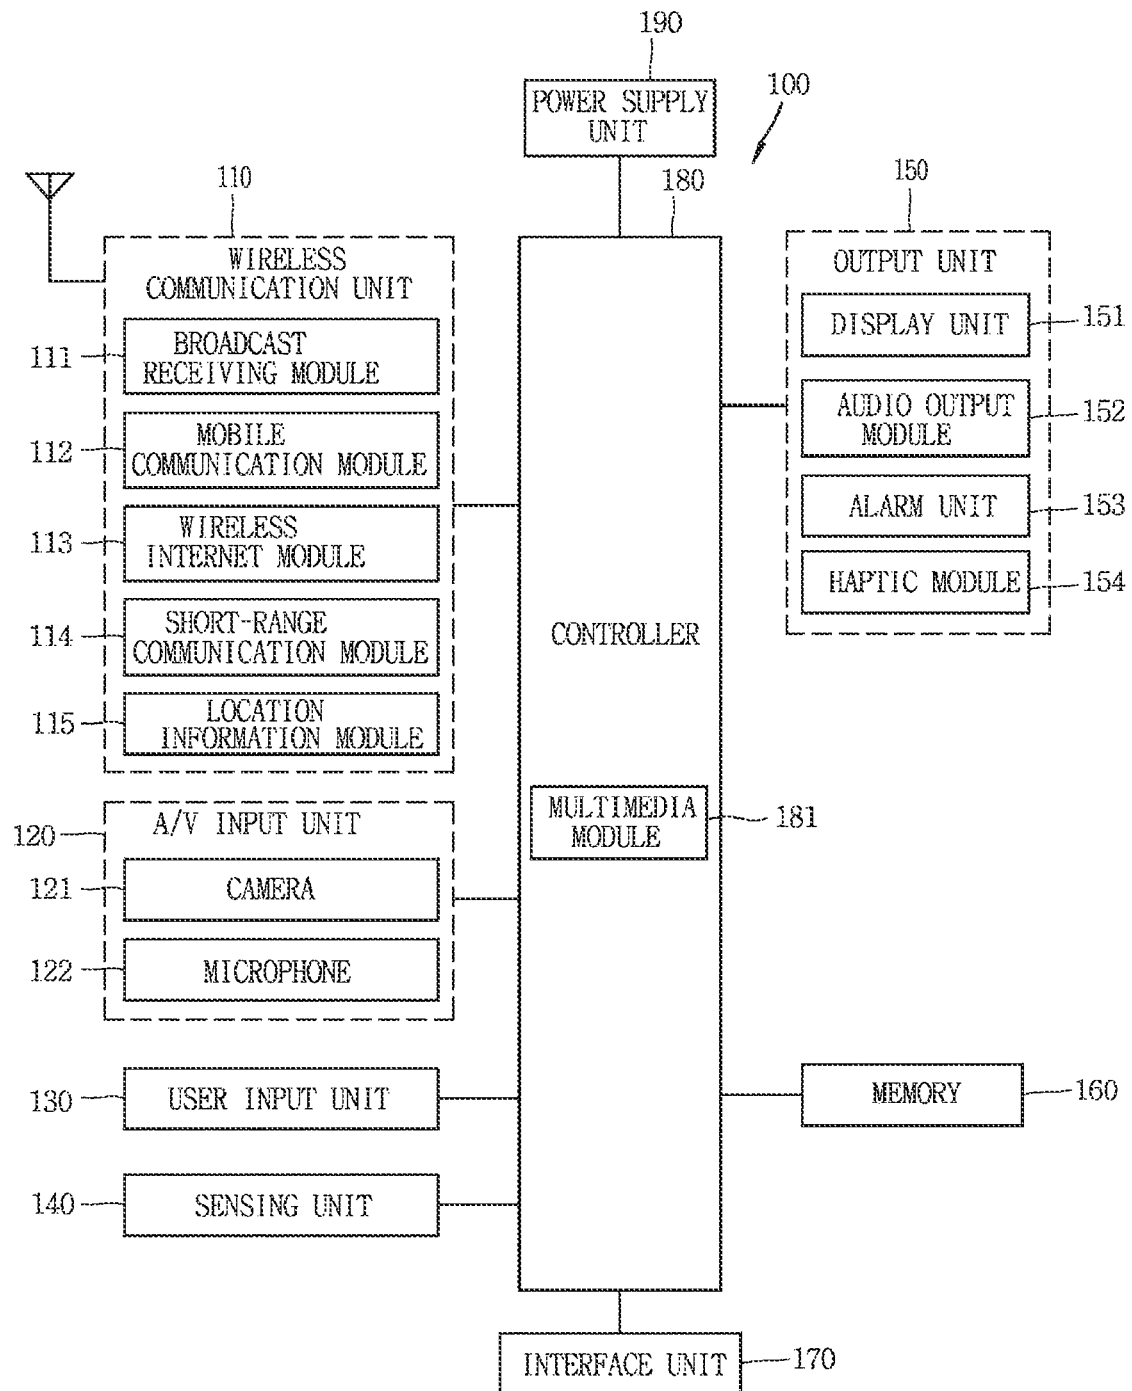 190
POWER SUPPLY
UNIT
100
180
110
WIRELESS
COMMUNICATION UNIT
111
BROADCAST
RECEIVING MODULE
112
MOBILE
COMMUNICATION MODULE
113
WIRELESS
INTERNET MODULE
114
SHORT-RANGE
COMMUNICATION MODULE
115
LOCATION
INFORMATION MODULE
120
A/V INPUT UNIT
121
CAMERA
122
MICROPHONE
130
USER INPUT UNIT
140
SENSING UNIT
CONTROLLER
MULTIMEDIA
MODULE
181
150
OUTPUT UNIT
DISPLAY UNIT
151
AUDIO OUTPUT
MODULE
152
ALARM UNIT
153
HAPTIC MODULE
154
MEMORY
160
INTERFACE UNIT
170